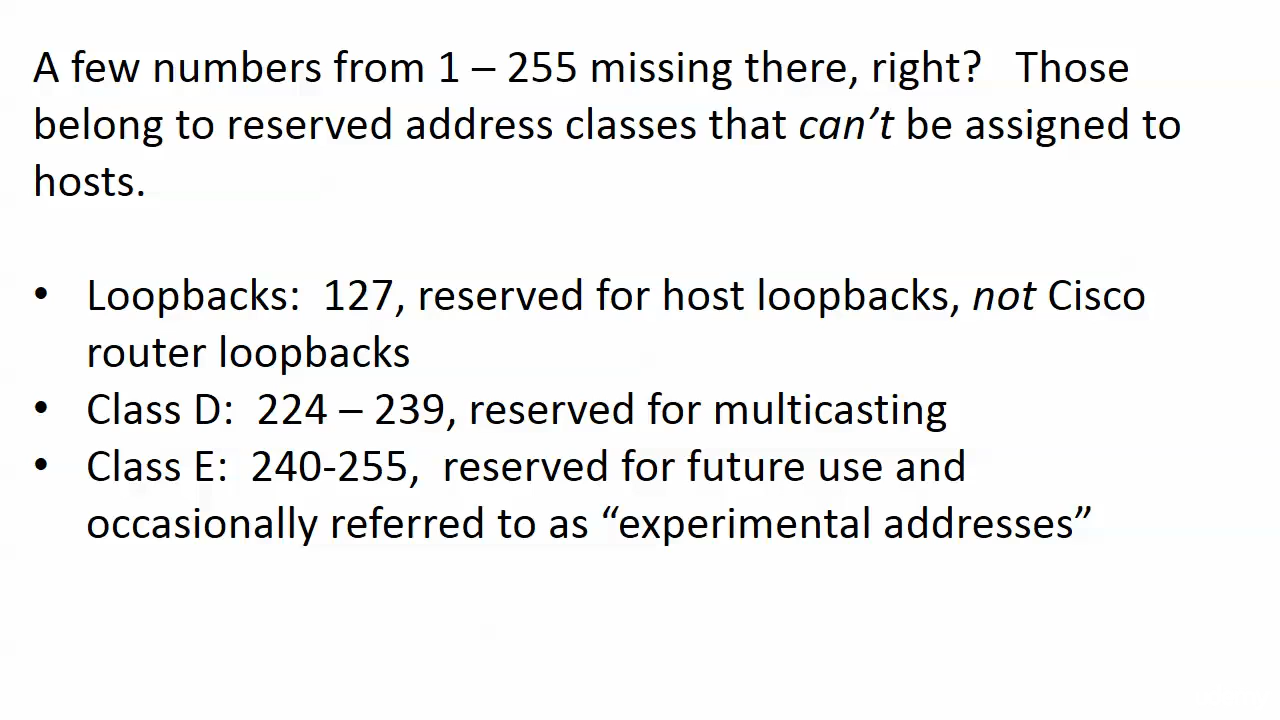 A few numbers from 1 – 255 missing there, right?   Those
belong to reserved address classes that can’t be assigned to
hosts.
• Loopbacks:  127, reserved for host loopbacks, not Cisco
router loopbacks
• Class D:  224 – 239, reserved for multicasting
• Class E:  240-255,  reserved for future use and
occasionally referred to as “experimental addresses”